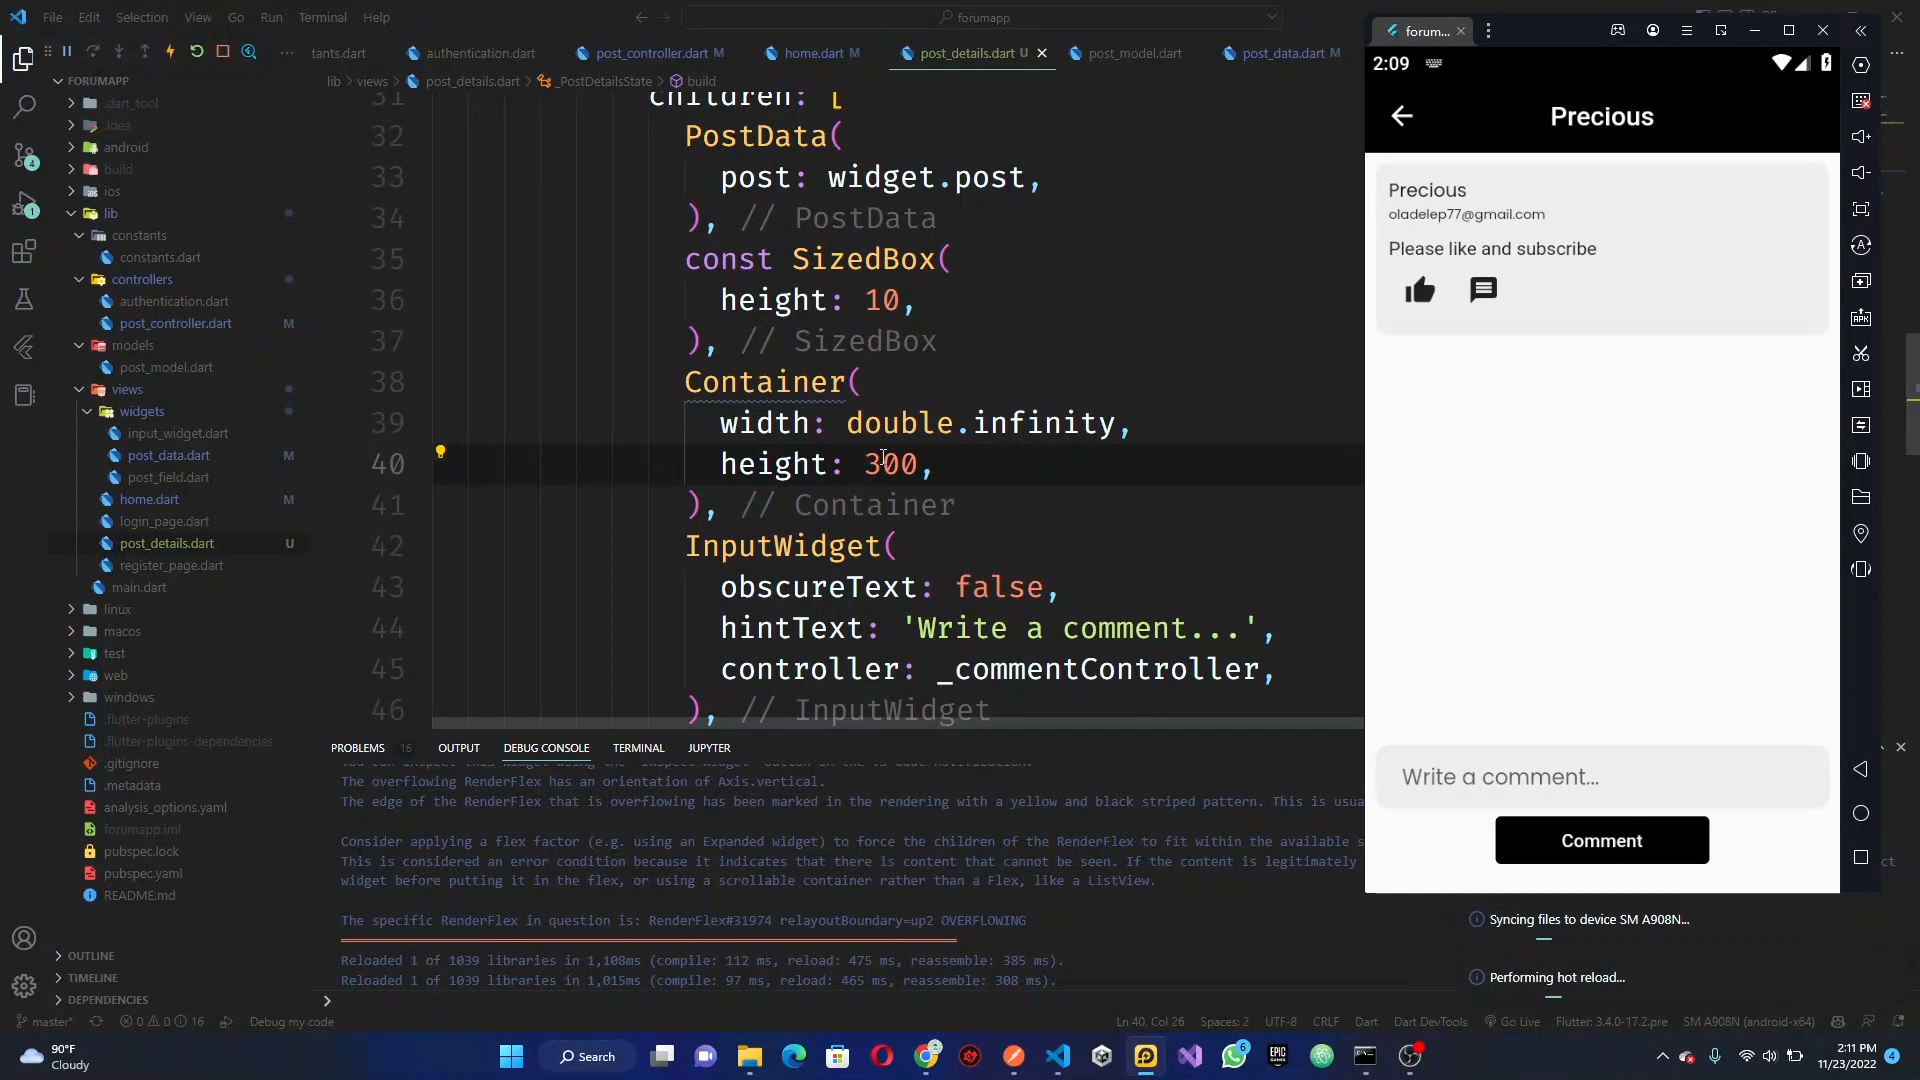 File Edit Selection View Go Run Terminal Help
forumapp
tants.dart authentication.dart post_controller.dart M home.dart M post_details.dart U post_model.dart post_data.dart M
lib > views > post_details.dart > _PostDetailsState > build
FORUMAPP
.dart_tool
.idea
android
build
ios
lib
constants
constants.dart
controllers
authentication.dart
post_controller.dart M
models
post_model.dart
views
widgets
input_widget.dart
post_data.dart M
post_field.dart
home.dart M
login_page.dart
post_details.dart U
register_page.dart
main.dart
linux
macos
test
web
windows
.flutter-plugins
.flutter-plugins-dependencies
.gitignore
.metadata
analysis_options.yaml
forumapp.iml
pubspec.lock
pubspec.yaml
README.md
OUTLINE
TIMELINE
DEPENDENCIES
4
1
31 children: [
32 PostData(
33 post: widget.post,
34 ), // PostData
35 const SizedBox(
36 height: 10,
37 ), // SizedBox
38 Container(
39 width: double.infinity,
40 height: 300,
41 ), // Container
42 InputWidget(
43 obscureText: false,
44 hintText: 'Write a comment...',
45 controller: _commentController,
46 ), // InputWidget
PROBLEMS 16 OUTPUT DEBUG CONSOLE TERMINAL JUPYTER
The overflowing RenderFlex has an orientation of Axis.vertical.
The edge of the RenderFlex that is overflowing has been marked in the rendering with a yellow and black striped pattern. This is usua
Consider applying a flex factor (e.g. using an Expanded widget) to force the children of the RenderFlex to fit within the available s
This is considered an error condition because it indicates that there is content that cannot be seen. If the content is legitimately
widget before putting it in the flex, or using a scrollable container rather than a Flex, like a ListView.
The specific RenderFlex in question is: RenderFlex#31974 relayoutBoundary=up2 OVERFLOWING
Reloaded 1 of 1039 libraries in 1,108ms (compile: 112 ms, reload: 475 ms, reassemble: 385 ms).
Reloaded 1 of 1039 libraries in 1,015ms (compile: 97 ms, reload: 465 ms, reassemble: 308 ms).
forum...
2:09
Precious
Precious
oladelep77@gmail.com
Please like and subscribe
Write a comment...
Comment
APK
Syncing files to device SM A908N...
Performing hot reload...
master* 0 0 16 Debug my code
Ln 40, Col 26 Spaces: 2 UTF-8 CRLF Dart Dart DevTools Go Live Flutter: 3.4.0-17.2.pre SM A908N (android-x64)
90°F
Cloudy
Search
6
EPIC
GAMES
2:11 PM
11/23/2022
4